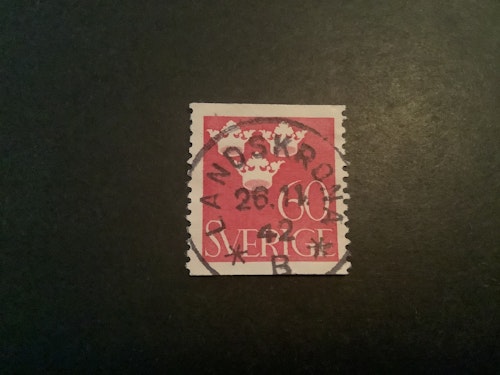 LANDSKRONA
26.11.
60
42
SVERIGE
* B *